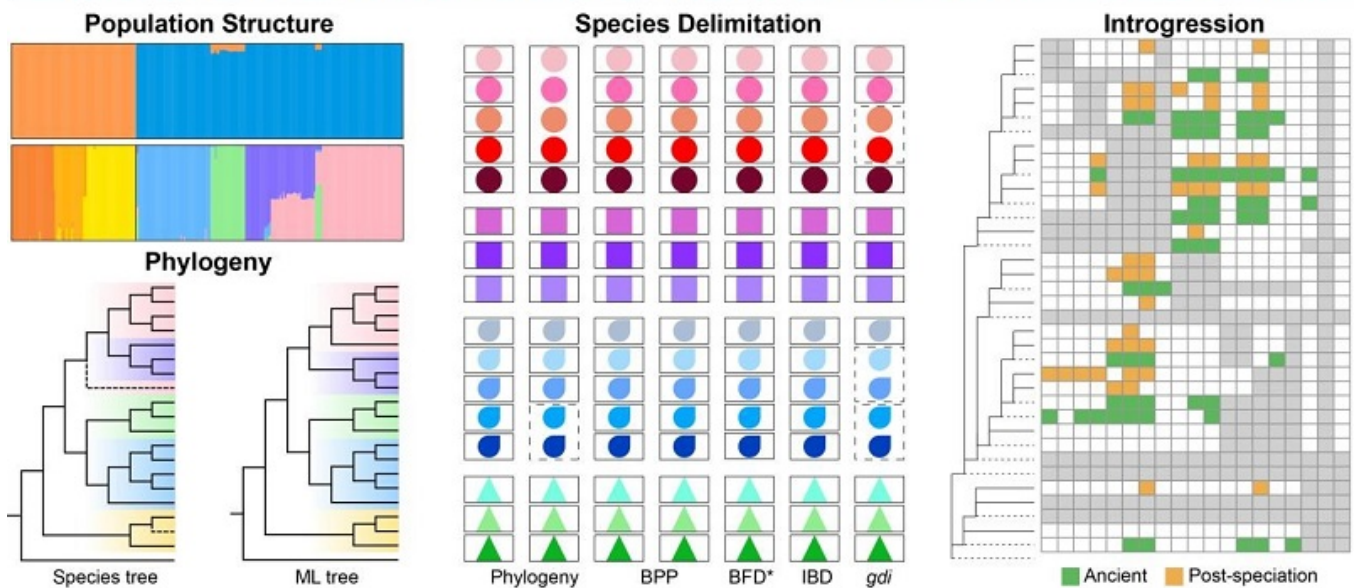 Population Structure
Species Delimitation
Introgression
Phylogeny
Species tree
ML tree
Phylogeny
BPP
BFD*
IBD
gdi
Ancient
Post-speciation